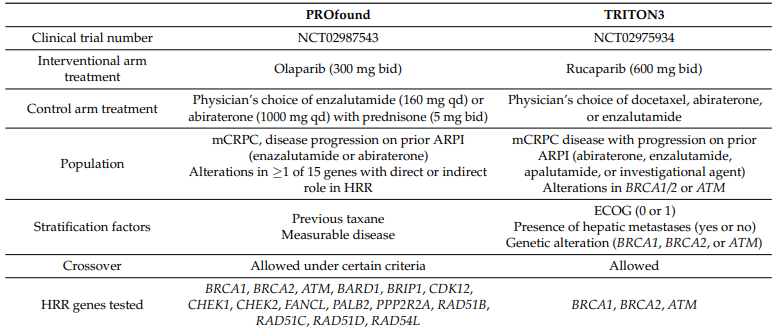 PROfound TRITON3
Clinical trial number NCT02987543 NCT02975934
Interventional arm
treatment
Olaparib (300 mg bid) Rucaparib (600 mg bid)
Control arm treatment
Physician's choice of enzalutamide (160 mg qd) or
abiraterone (1000 mg qd) with prednisone (5 mg bid)
Physician's choice of docetaxel, abiraterone,
or enzalutamide
Population
mCRPC, disease progression on prior ARPI
(enazalutamide or abiraterone)
Alterations in ≥1 of 15 genes with direct or indirect
role in HRR
mCRPC disease with progression on prior
ARPI (abiraterone, enzalutamide,
apalutamide, or investigational agent)
Alterations in BRCA1/2 or ATM
Stratification factors
Previous taxane
Measurable disease
ECOG (0 or 1)
Presence of hepatic metastases (yes or no)
Genetic alteration (BRCA1, BRCA2, or ATM)
Crossover Allowed under certain criteria Allowed
HRR genes tested
BRCA1, BRCA2, ATM, BARD1, BRIP1, CDK12,
CHEK1, CHEK2, FANCL, PALB2, PPP2R2A, RAD51B,
RAD51C, RAD51D, RAD54L
BRCA1, BRCA2, ATM